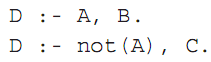 D :- A, B.
D :- not(A), C.